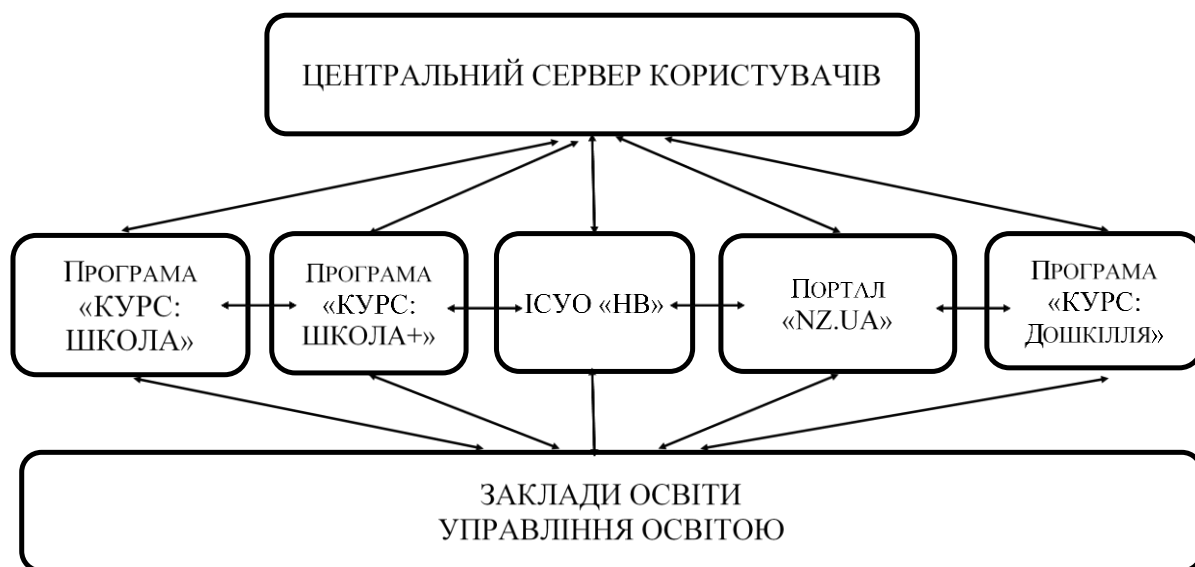 ЦЕНТРАЛЬНИЙ СЕРВЕР КОРИСТУВАЧІВ
ПРОГРАМА
«КУРС:
ШКОЛА»
ПРОГРАМА
«КУРС:
ШКОЛА+»
ІСУО «НВ»
ПОРТАЛ
«NZ.UA»
ПРОГРАМА
«КУРС:
ДОШКІЛЛЯ»
ЗАКЛАДИ ОСВІТИ
УПРАВЛІННЯ ОСВІТОЮ